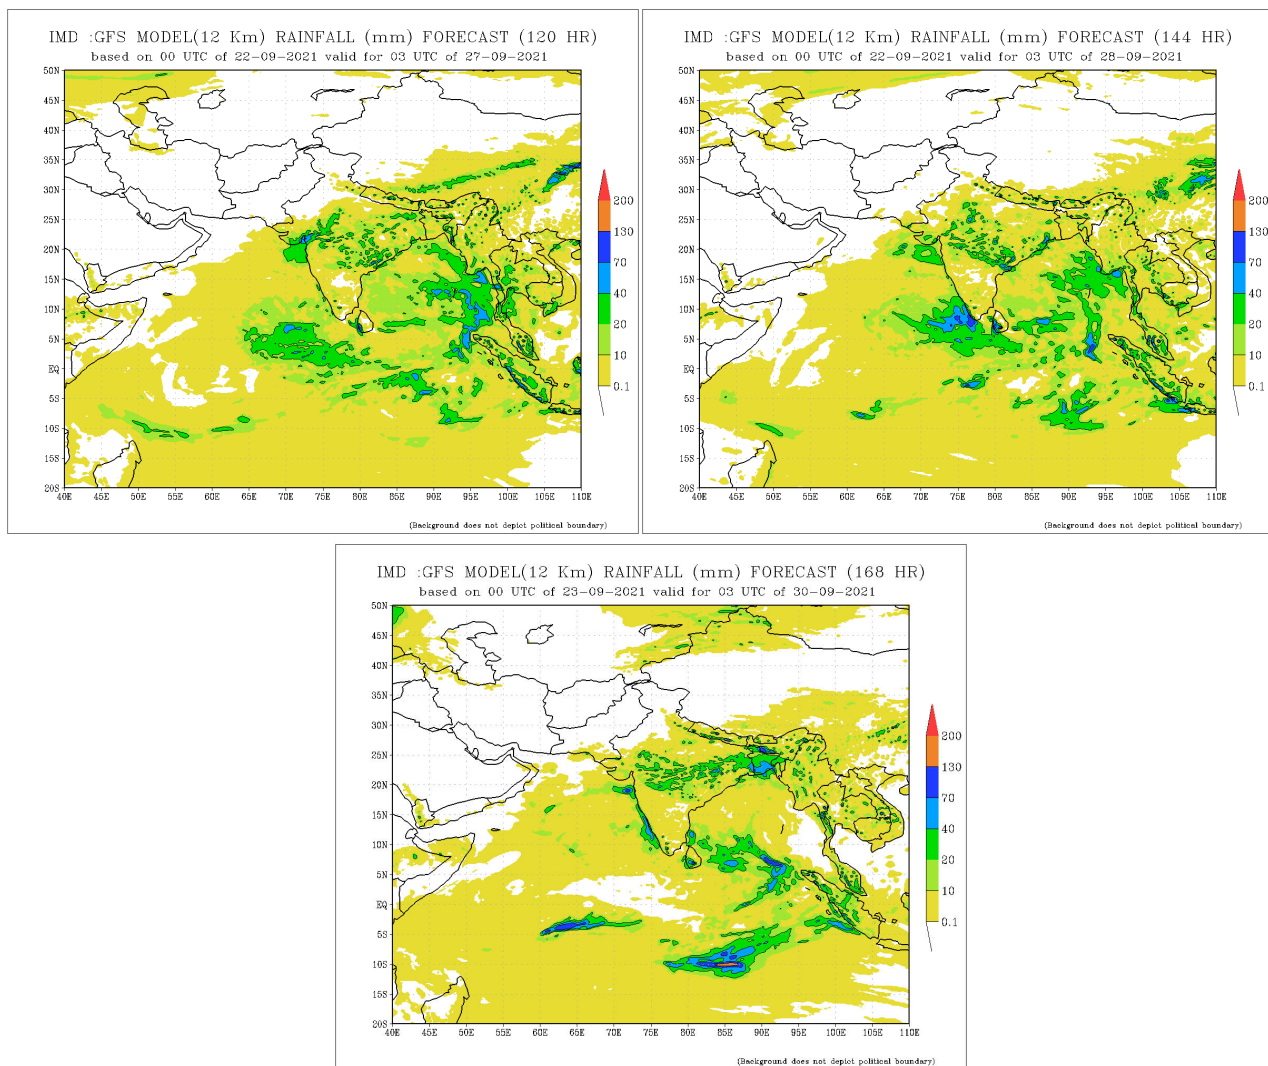 IMD :GFS MODEL(12 Km) RAINFALL (mm) FORECAST (120 HR)
based on 00 UTC of 22-09-2021 valid for 03 UTC of 27-09-2021
50N
45N
40N
35N
30N
25N
20N
15N
10N
5N
EQ
5S
10S
15S
20S
40E 45E 50E 55E 60E 65E 70E 75E 80E 85E 90E 95E 100E 105E 110E
200
130
70
40
20
10
0.1
(Background does not depict political boundary)
IMD :GFS MODEL(12 Km) RAINFALL (mm) FORECAST (144 HR)
based on 00 UTC of 22-09-2021 valid for 03 UTC of 28-09-2021
50N
45N
40N
35N
30N
25N
20N
15N
10N
5N
EQ
5S
10S
15S
20S
40E 45E 50E 55E 60E 65E 70E 75E 80E 85E 90E 95E 100E 105E 110E
200
130
70
40
20
10
0.1
(Background does not depict political boundary)
IMD :GFS MODEL(12 Km) RAINFALL (mm) FORECAST (168 HR)
based on 00 UTC of 23-09-2021 valid for 03 UTC of 30-09-2021
50N
45N
40N
35N
30N
25N
20N
15N
10N
5N
EQ
5S
10S
15S
20S
40E 45E 50E 55E 60E 65E 70E 75E 80E 85E 90E 95E 100E 105E 110E
200
130
70
40
20
10
0.1
(Background does not depict political boundary)